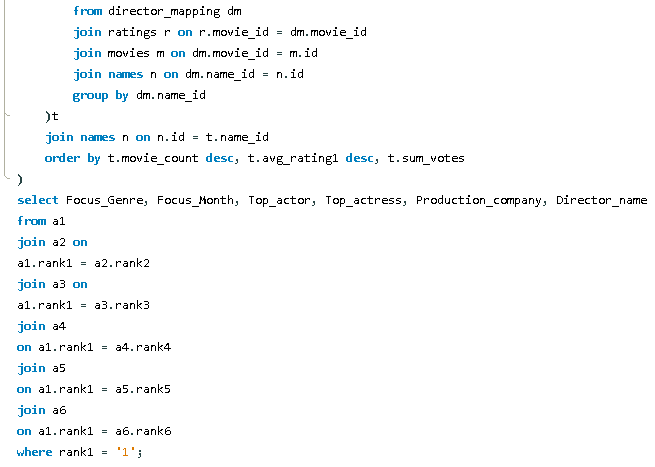 from director_mapping dm
join ratings r on r.movie_id = dm.movie_id
join movies m on dm.movie_id = m.id
join names n on dm.name_id = n.id
group by dm.name_id
)t
join names n on n.id = t.name_id
order by t.movie_count desc, t.avg_rating1 desc, t.sum_votes
)
select Focus_Genre, Focus_Month, Top_actor, Top_actress, Production_company, Director_name
from a1
join a2 on
a1.rank1 = a2.rank2
join a3 on
a1.rank1 = a3.rank3
join a4
on a1.rank1 = a4.rank4
join a5
on a1.rank1 = a5.rank5
join a6
on a1.rank1 = a6.rank6
where rank1 = '1';